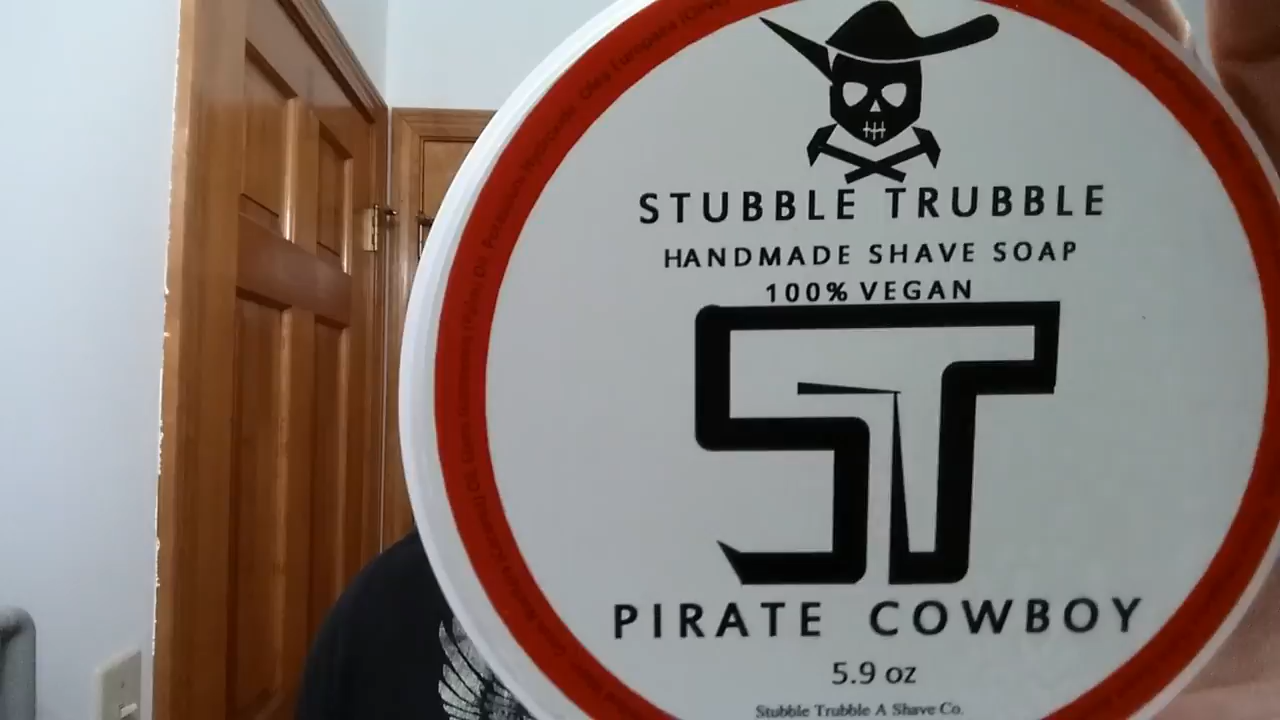 STUBBLE TRUBBLE
HANDMADE SHAVE SOAP
100% VEGAN
ST
PIRATE COWBOY
5.9 oz
Stubble Trubble A Shave Co.